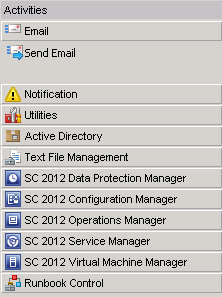 Activities
Email
Send Email
Notification
Utilities
Active Directory
Text File Management
SC 2012 Data Protection Manager
SC 2012 Configuration Manager
SC 2012 Operations Manager
SC 2012 Service Manager
SC 2012 Virtual Machine Manager
Runbook Control